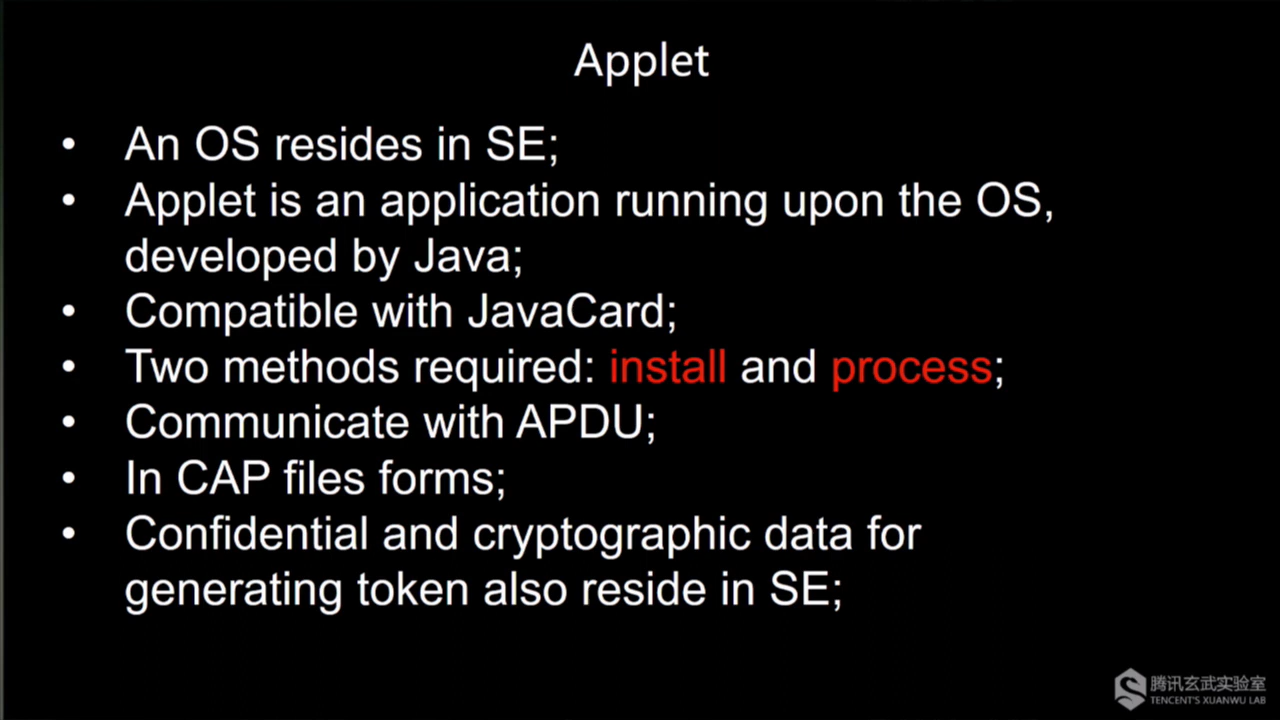 Applet
• An OS resides in SE;
• Applet is an application running upon the OS,
developed by Java;
• Compatible with JavaCard;
• Two methods required: install and process;
• Communicate with APDU;
• In CAP files forms;
• Confidential and cryptographic data for
generating token also reside in SE;
腾讯玄武实验室
TENCENT'S XUANWU LAB